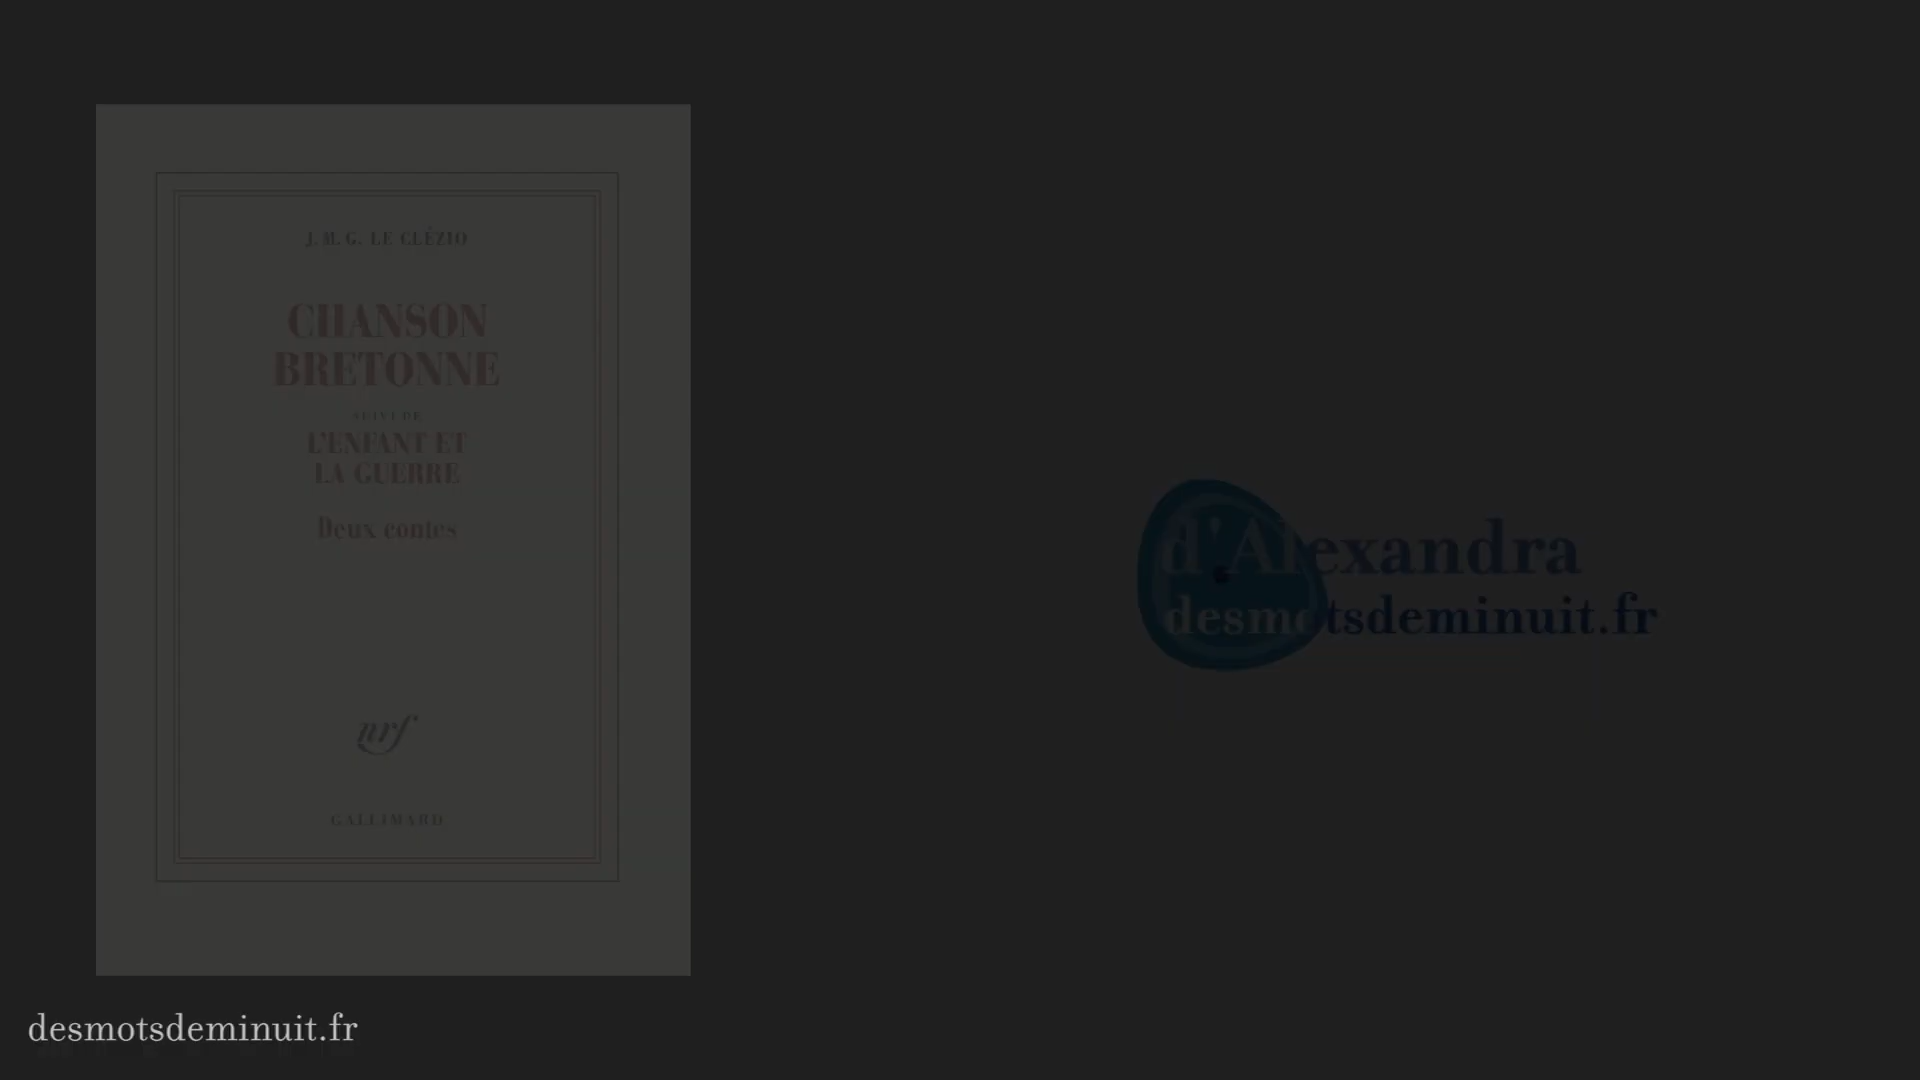 J. M. G. LE CLÉZIO
CHANSON
BRETONNE
SUIVI DE
L'ENFANT ET
LA GUERRE
Deux contes
nrf
GALLIMARD
d'Alexandra
desmotsdeminuit.fr
desmotsdeminuit.fr